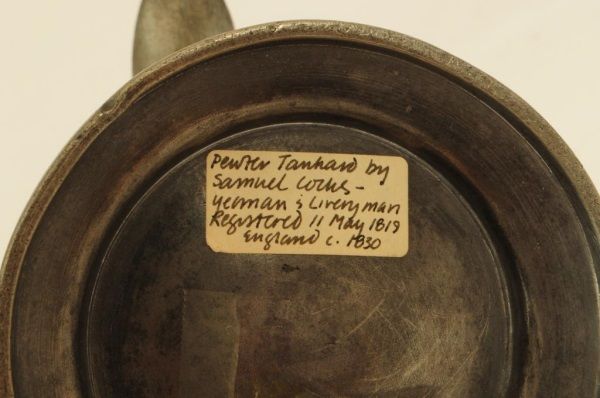 Pewter Tankard by
Samuel Cocks -
Yeoman & Liveryman
Registered 11 May 1819
England c. 1830